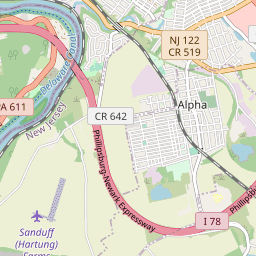 NJ 122
CR 519
Delaware Canal
PA 611
New Jersey
CR 642
Alpha
Phillipsburg-Newark Expressway
I 78
Sanduff
(Hartung)
Farms